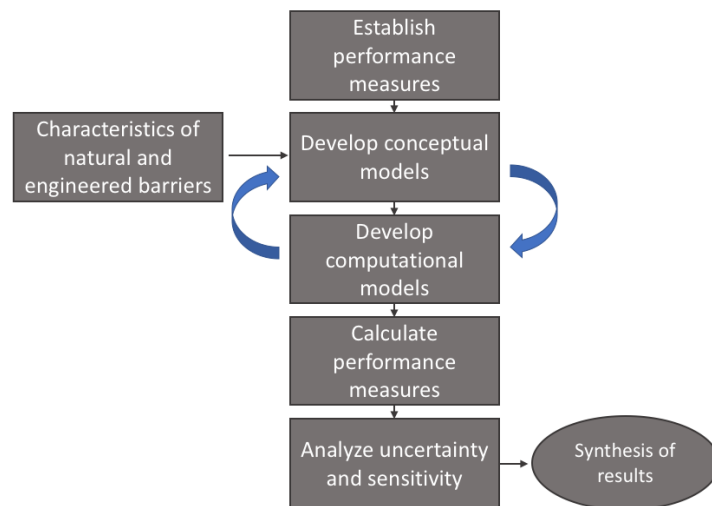 Establish
performance
measures
Characteristics of
natural and
engineered barriers
Develop conceptual
models
Develop
computational
models
Calculate
performance
measures
Analyze uncertainty
and sensitivity
Synthesis of
results